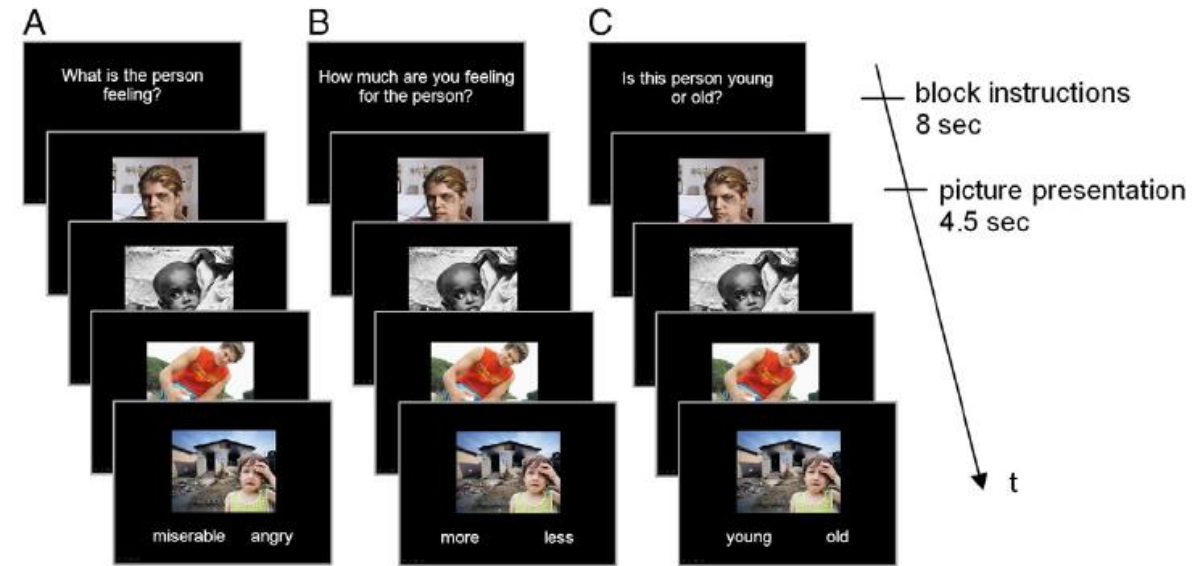 A
What is the person
feeling?
miserable angry
B
How much are you feeling
for the person?
more less
C
Is this person young
or old?
young old
block instructions
8 sec
picture presentation
4.5 sec
t